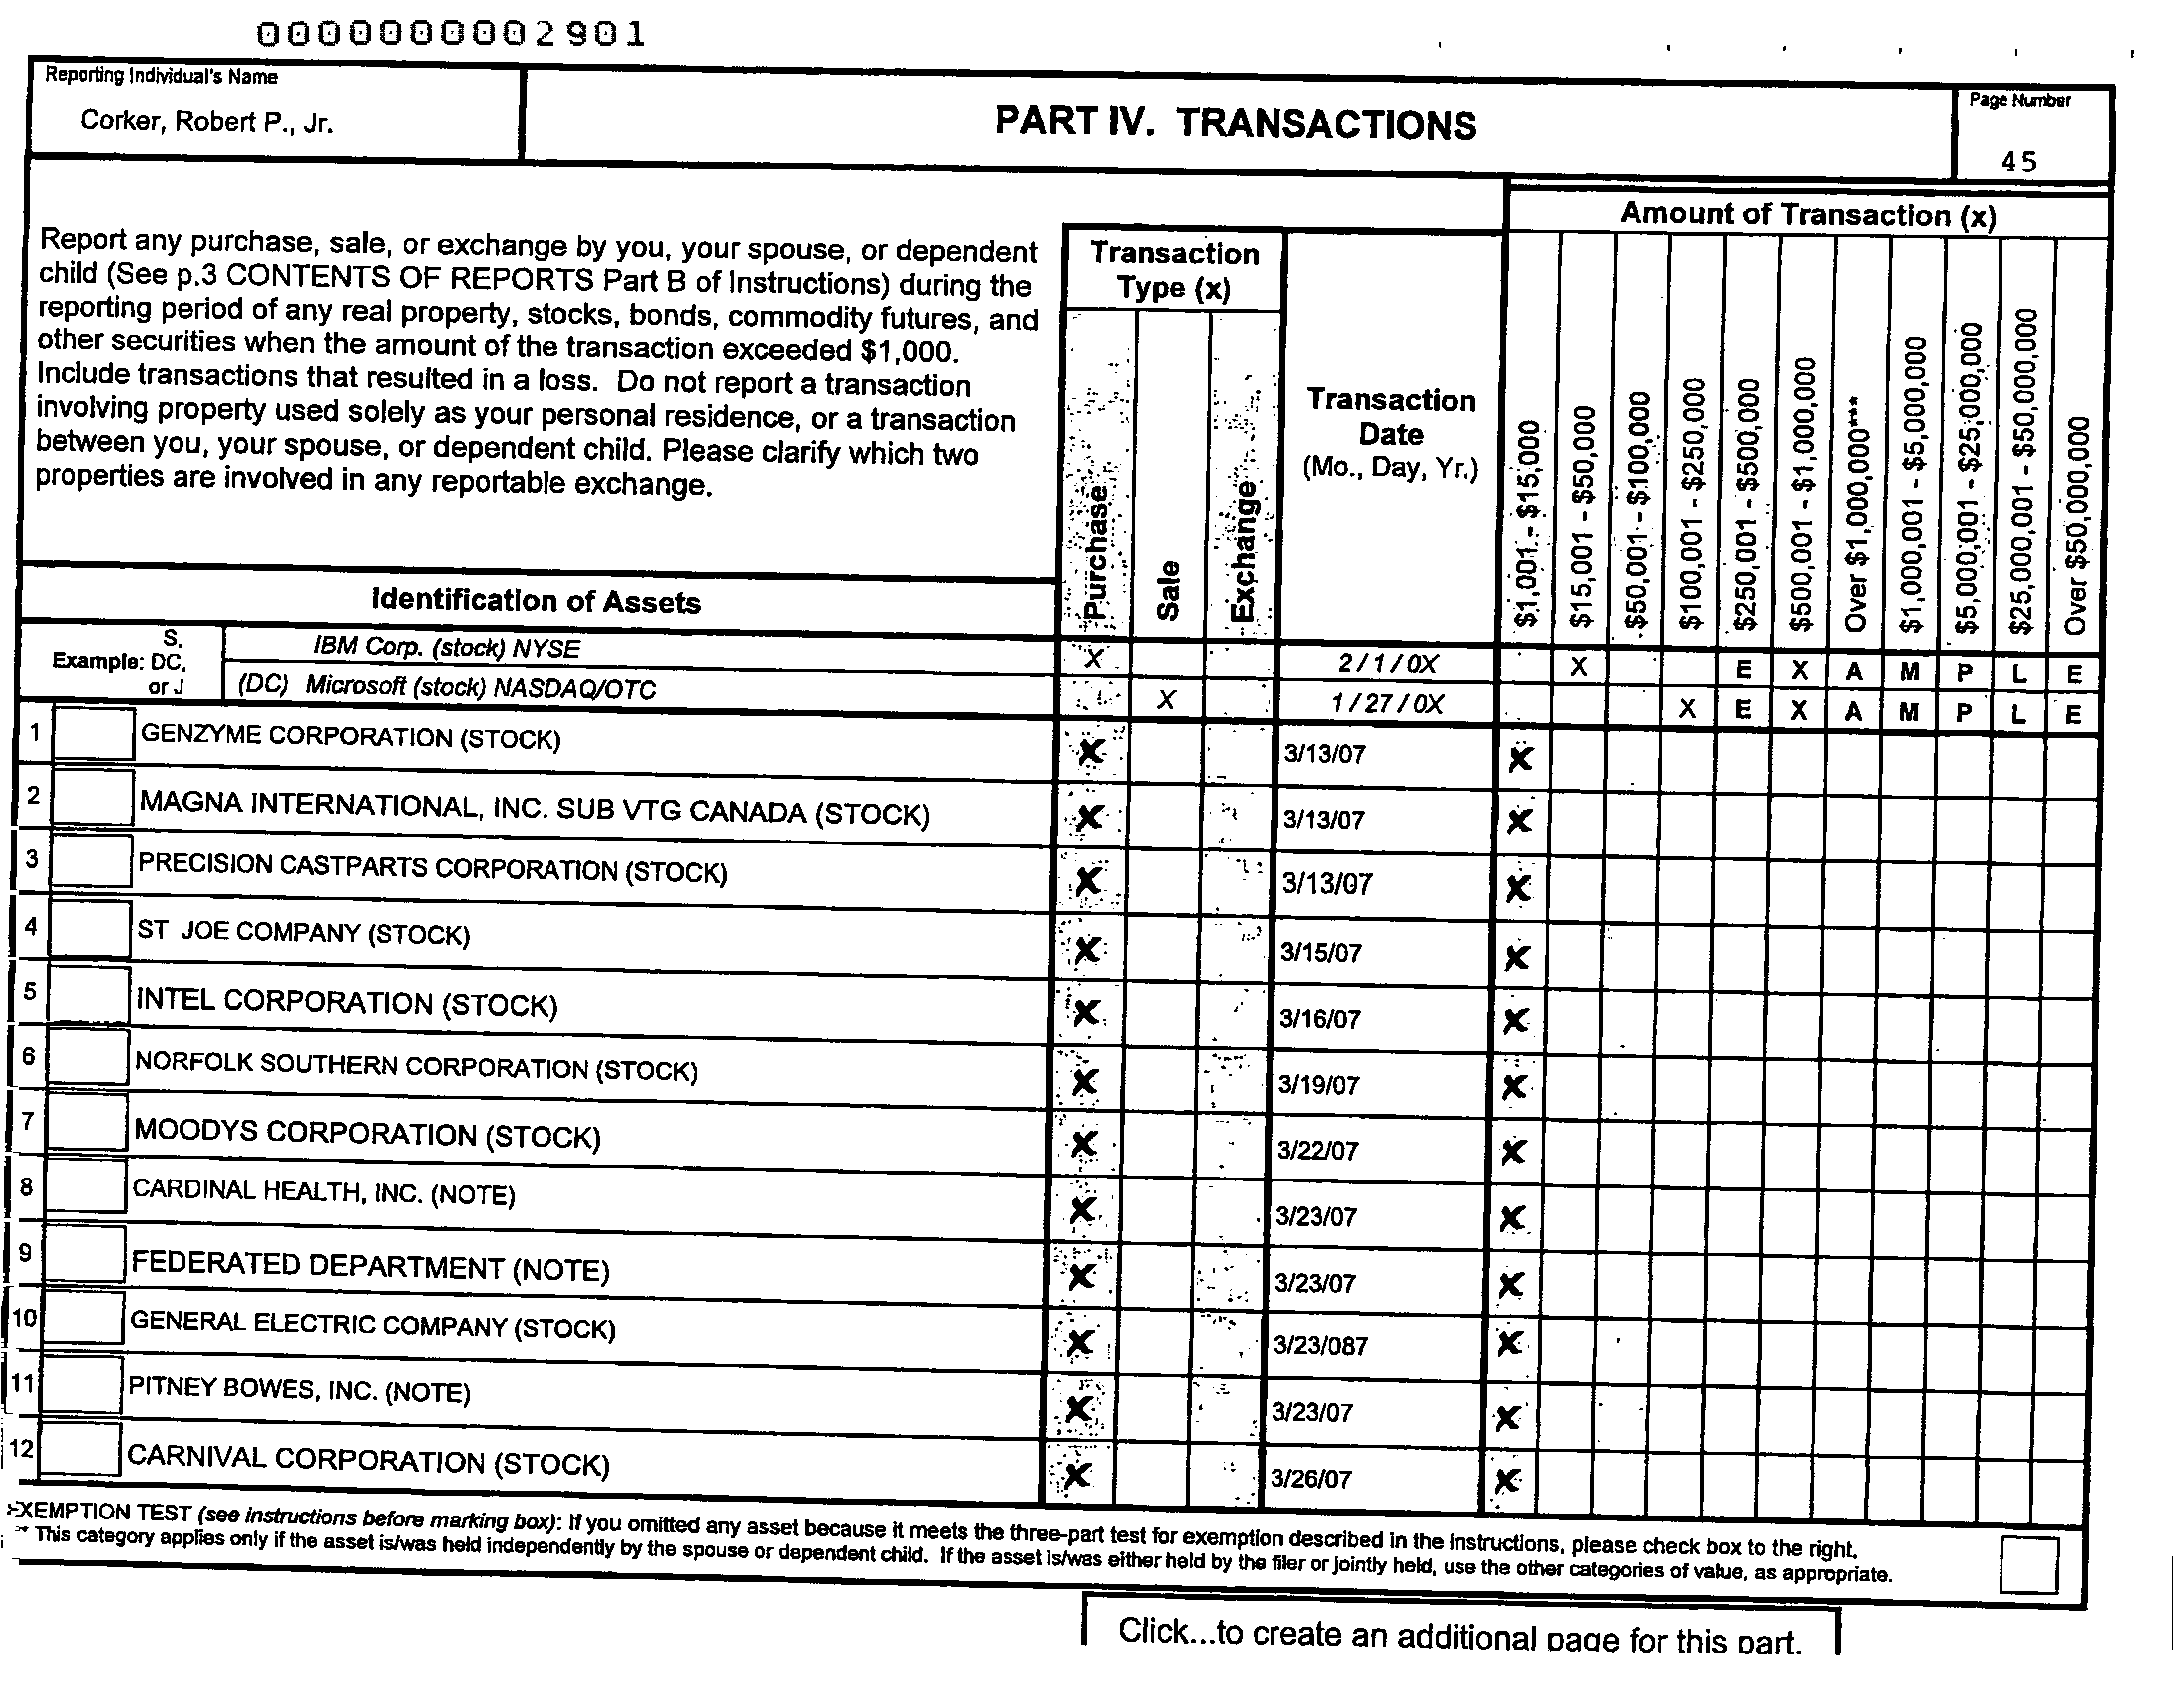 0000000002901
Reporting Individual's Name
Corker, Robert P., Jr.
PART IV. TRANSACTIONS
Page Number
45
Report any purchase, sale, or exchange by you, your spouse, or dependent
child (See p.3 CONTENTS OF REPORTS Part B of Instructions) during the
reporting period of any real property, stocks, bonds, commodity futures, and
other securities when the amount of the transaction exceeded $1,000.
Include transactions that resulted in a loss. Do not report a transaction
involving property used solely as your personal residence, or a transaction
between you, your spouse, or dependent child. Please clarify which two
properties are involved in any reportable exchange.
Identification of Assets
Transaction
Type (x)
Purchase
Sale
Exchange
Transaction
Date
(Mo., Day, Yr.)
Amount of Transaction (x)
$1,001 - $15,000
$15,001 - $50,000
$50,001 - $100,000
$100,001 - $250,000
$250,001 - $500,000
$500,001 - $1,000,000
Over $1,000,000***
$1,000,001 - $5,000,000
$5,000,001 - $25,000,000
$25,000,001 - $50,000,000
Over $50,000,000
Example: S, DC, or J
IBM Corp. (stock) NYSE X 2/1/0X X E X A M P L E
(DC) Microsoft (stock) NASDAQ/OTC X 1/27/0X X E X A M P L E
1 GENZYME CORPORATION (STOCK) X 3/13/07 X
2 MAGNA INTERNATIONAL, INC. SUB VTG CANADA (STOCK) X 3/13/07 X
3 PRECISION CASTPARTS CORPORATION (STOCK) X 3/13/07 X
4 ST JOE COMPANY (STOCK) X 3/15/07 X
5 INTEL CORPORATION (STOCK) X 3/16/07 X
6 NORFOLK SOUTHERN CORPORATION (STOCK) X 3/19/07 X
7 MOODYS CORPORATION (STOCK) X 3/22/07 X
8 CARDINAL HEALTH, INC. (NOTE) X 3/23/07 X
9 FEDERATED DEPARTMENT (NOTE) X 3/23/07 X
10 GENERAL ELECTRIC COMPANY (STOCK) X 3/23/087 X
11 PITNEY BOWES, INC. (NOTE) X 3/23/07 X
12 CARNIVAL CORPORATION (STOCK) X 3/26/07 X
EXEMPTION TEST (see instructions before marking box): If you omitted any asset because it meets the three-part test for exemption described in the instructions, please check box to the right.
** This category applies only if the asset is/was held independently by the spouse or dependent child. If the asset is/was either held by the filer or jointly held, use the other categories of value, as appropriate.
Click...to create an additional page for this part.